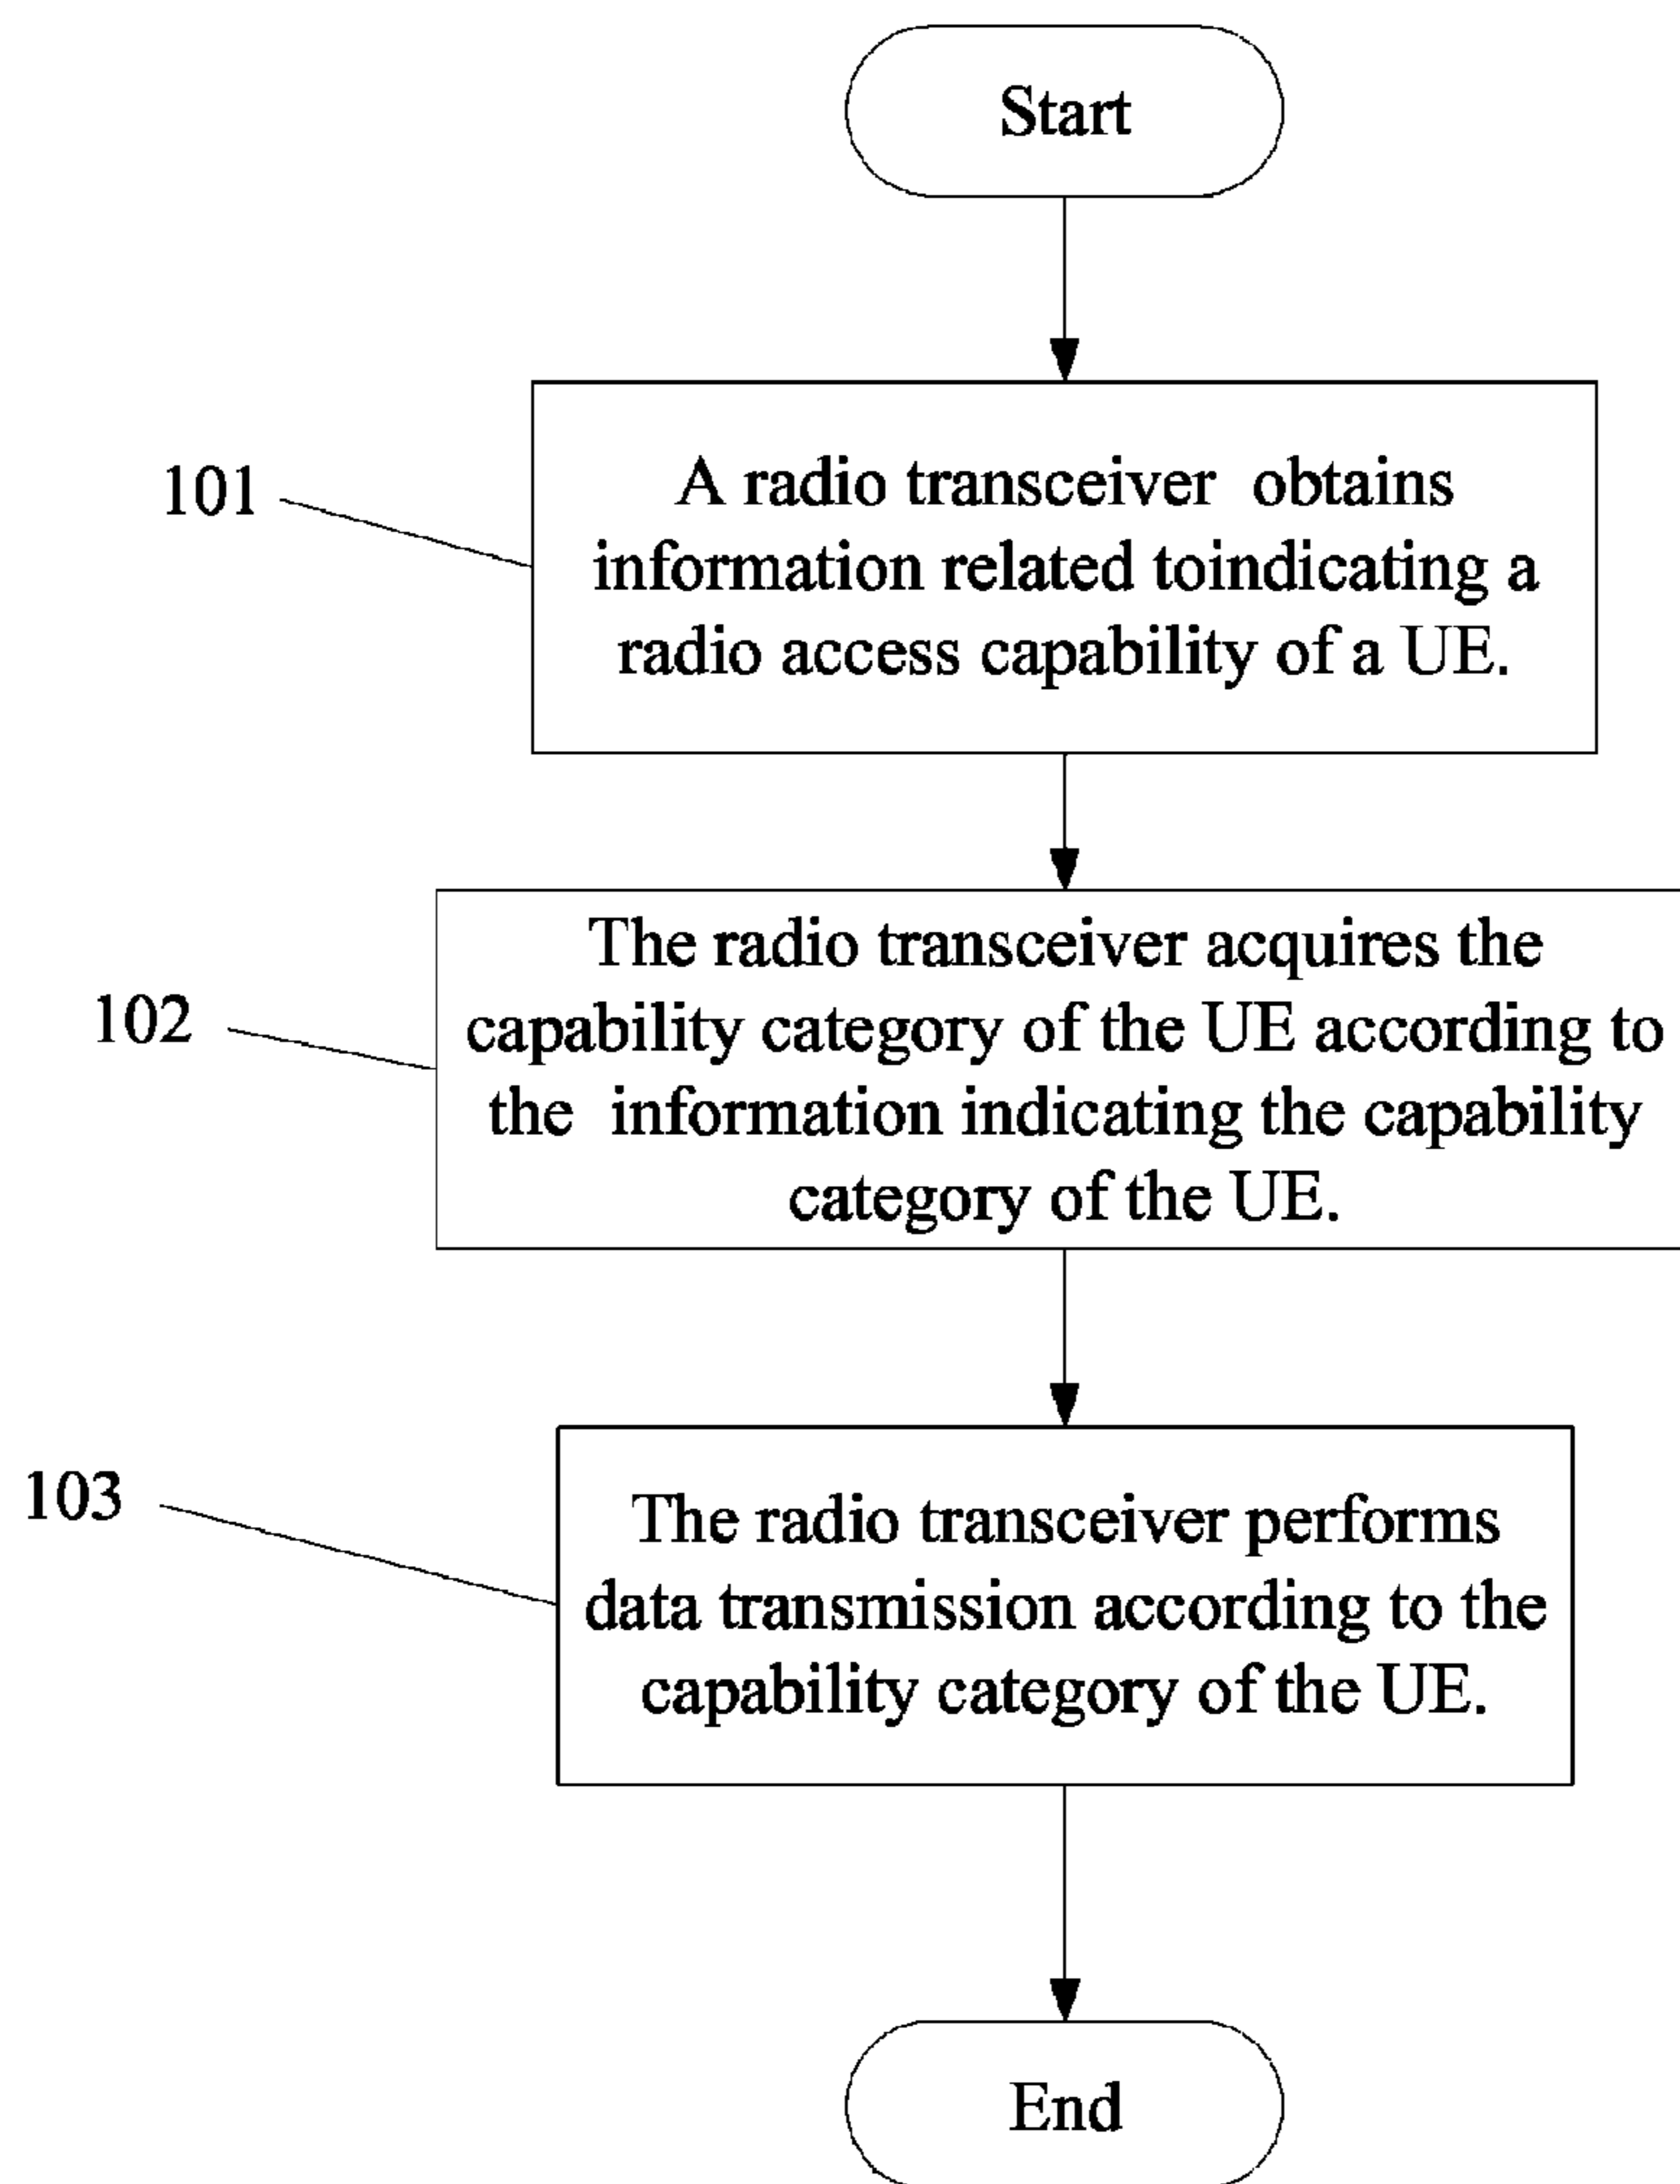 Start
101
A radio transceiver obtains
information related toindicating a
radio access capability of a UE.
102
The radio transceiver acquires the
capability category of the UE according to
the information indicating the capability
category of the UE.
103
The radio transceiver performs
data transmission according to the
capability category of the UE.
End